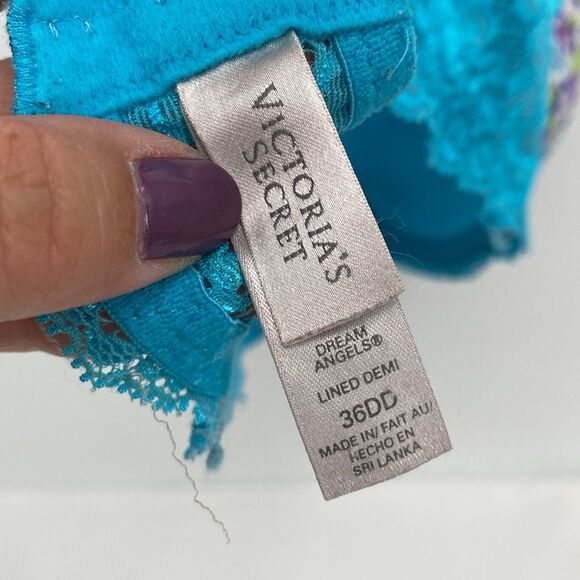 VICTORIA'S
SECRET
DREAM
ANGELS®
LINED DEMI
36DD
MADE IN/ FAIT AU/
HECHO EN
SRI LANKA